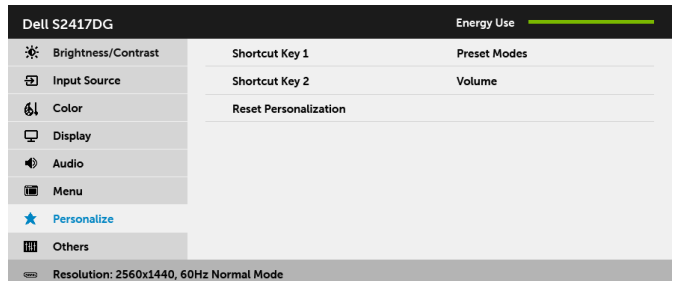 Dell S2417DG Energy Use
Brightness/Contrast Shortcut Key 1 Preset Modes
Input Source Shortcut Key 2 Volume
Color Reset Personalization
Display
Audio
Menu
Personalize
Others
Resolution: 2560x1440, 60Hz Normal Mode